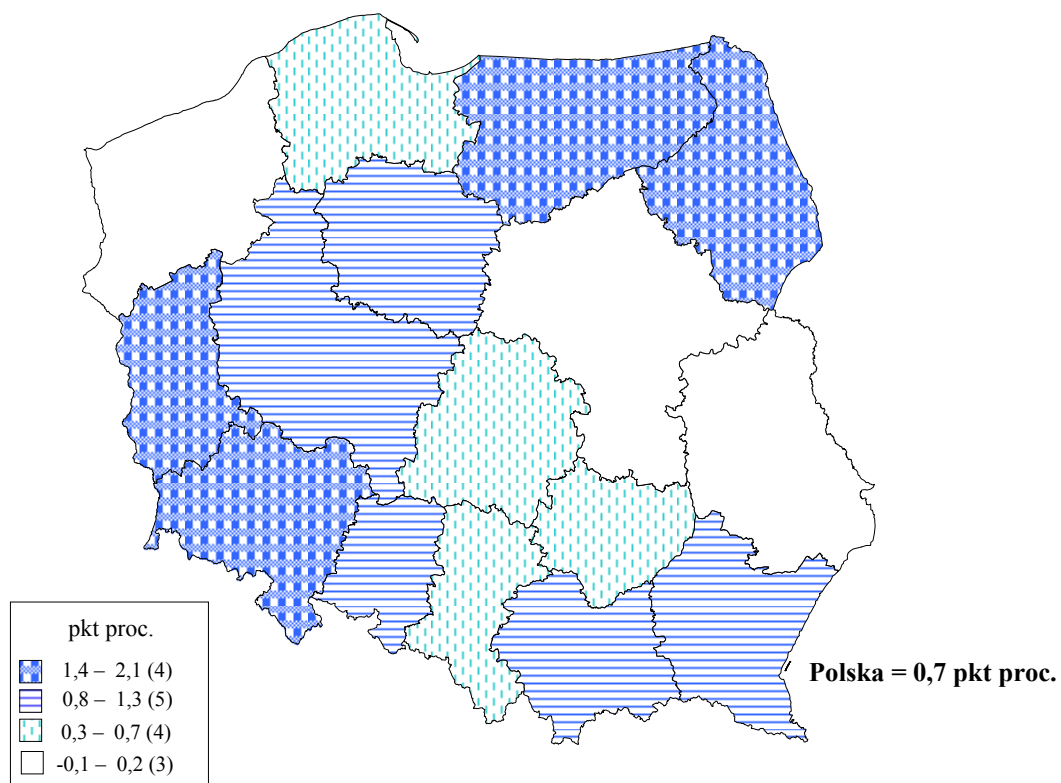 pkt proc.
1,4 – 2,1 (4)
0,8 – 1,3 (5)
0,3 – 0,7 (4)
-0,1 – 0,2 (3)
Polska = 0,7 pkt proc.